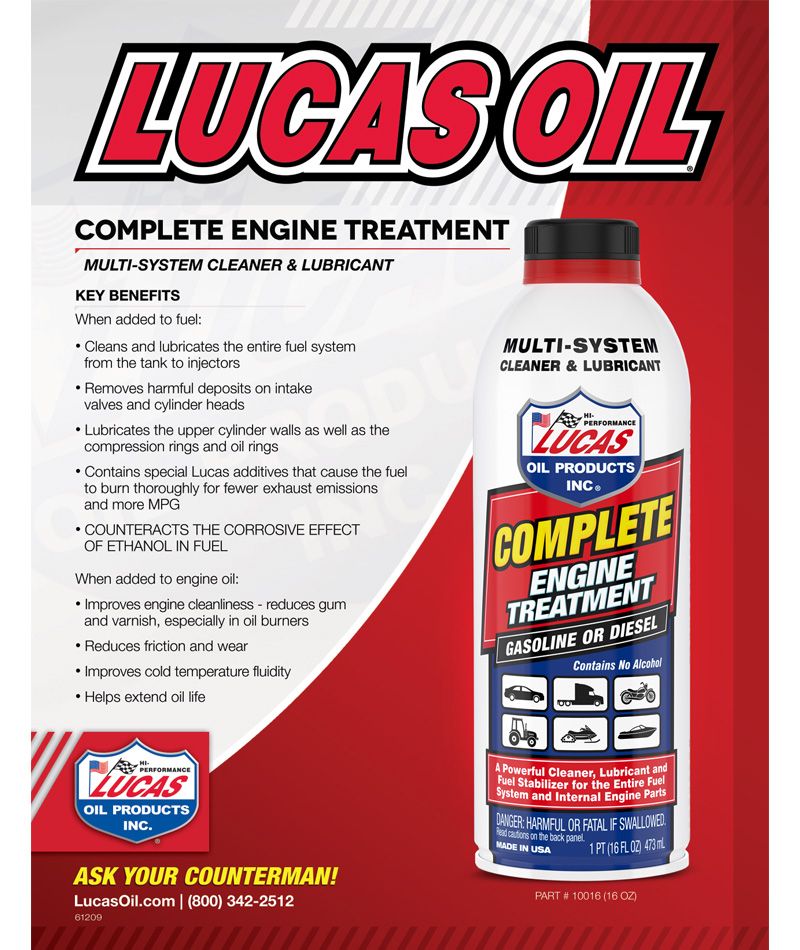 LUCAS OIL®
COMPLETE ENGINE TREATMENT
MULTI-SYSTEM CLEANER & LUBRICANT
KEY BENEFITS
When added to fuel:
• Cleans and lubricates the entire fuel system
from the tank to injectors
• Removes harmful deposits on intake
valves and cylinder heads
• Lubricates the upper cylinder walls as well as the
compression rings and oil rings
• Contains special Lucas additives that cause the fuel
to burn thoroughly for fewer exhaust emissions
and more MPG
• COUNTERACTS THE CORROSIVE EFFECT
OF ETHANOL IN FUEL
When added to engine oil:
• Improves engine cleanliness - reduces gum
and varnish, especially in oil burners
• Reduces friction and wear
• Improves cold temperature fluidity
• Helps extend oil life
MULTI-SYSTEM
CLEANER & LUBRICANT
HI-
PERFORMANCE
LUCAS
OIL PRODUCTS
INC.®
COMPLETE
ENGINE
TREATMENT
GASOLINE OR DIESEL
Contains No Alcohol
A Powerful Cleaner, Lubricant and
Fuel Stabilizer for the Entire Fuel
System and Internal Engine Parts
DANGER: HARMFUL OR FATAL IF SWALLOWED.
Read cautions on the back panel.
MADE IN USA 1 PT (16 FL OZ) 473 mL
PART # 10016 (16 OZ)
HI-
PERFORMANCE
LUCAS
OIL PRODUCTS
INC.®
ASK YOUR COUNTERMAN!
LucasOil.com | (800) 342-2512
61209